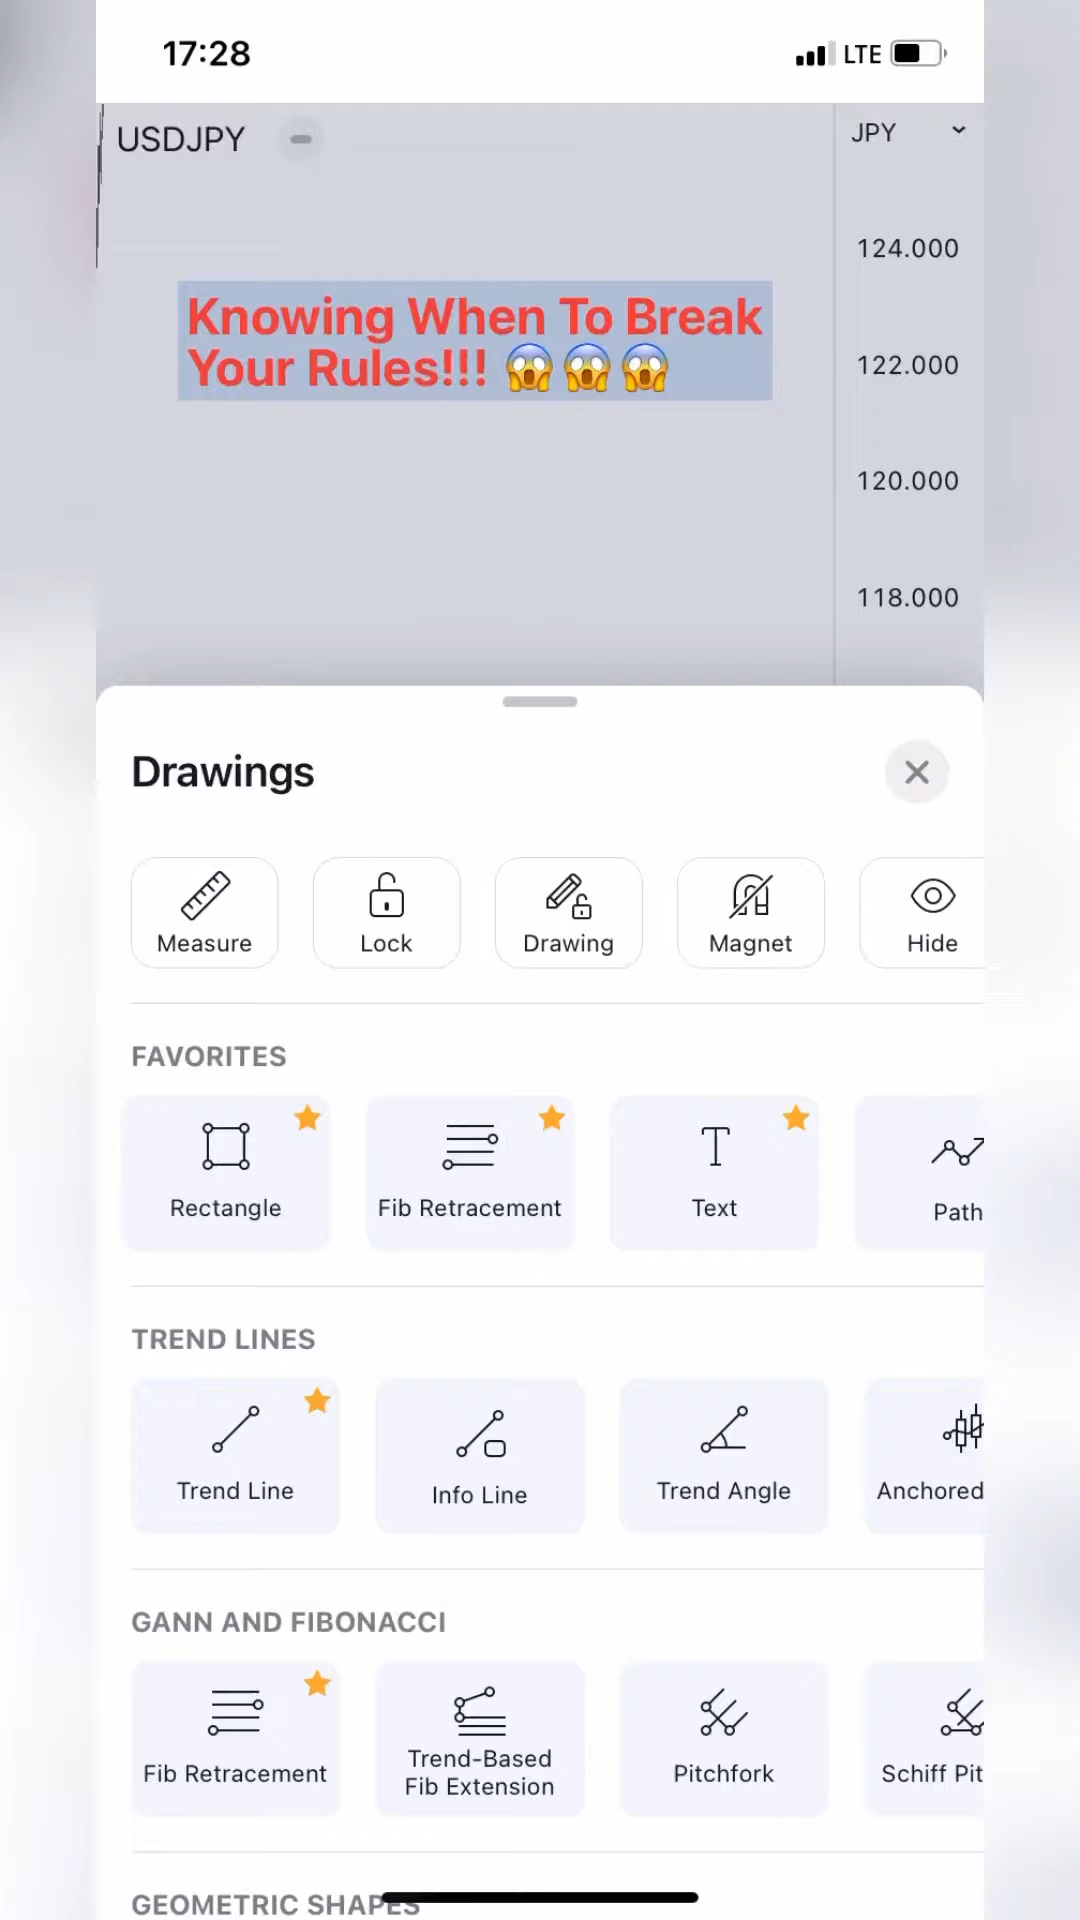 17:28
LTE
USDJPY
JPY
124.000
Knowing When To Break
Your Rules!!! 😱😱😱
122.000
120.000
118.000
Drawings
Measure
Lock
Drawing
Magnet
Hide
FAVORITES
Rectangle
Fib Retracement
Text
Path
TREND LINES
Trend Line
Info Line
Trend Angle
Anchored
GANN AND FIBONACCI
Fib Retracement
Trend-Based
Fib Extension
Pitchfork
Schiff Pit
GEOMETRIC SHAPES